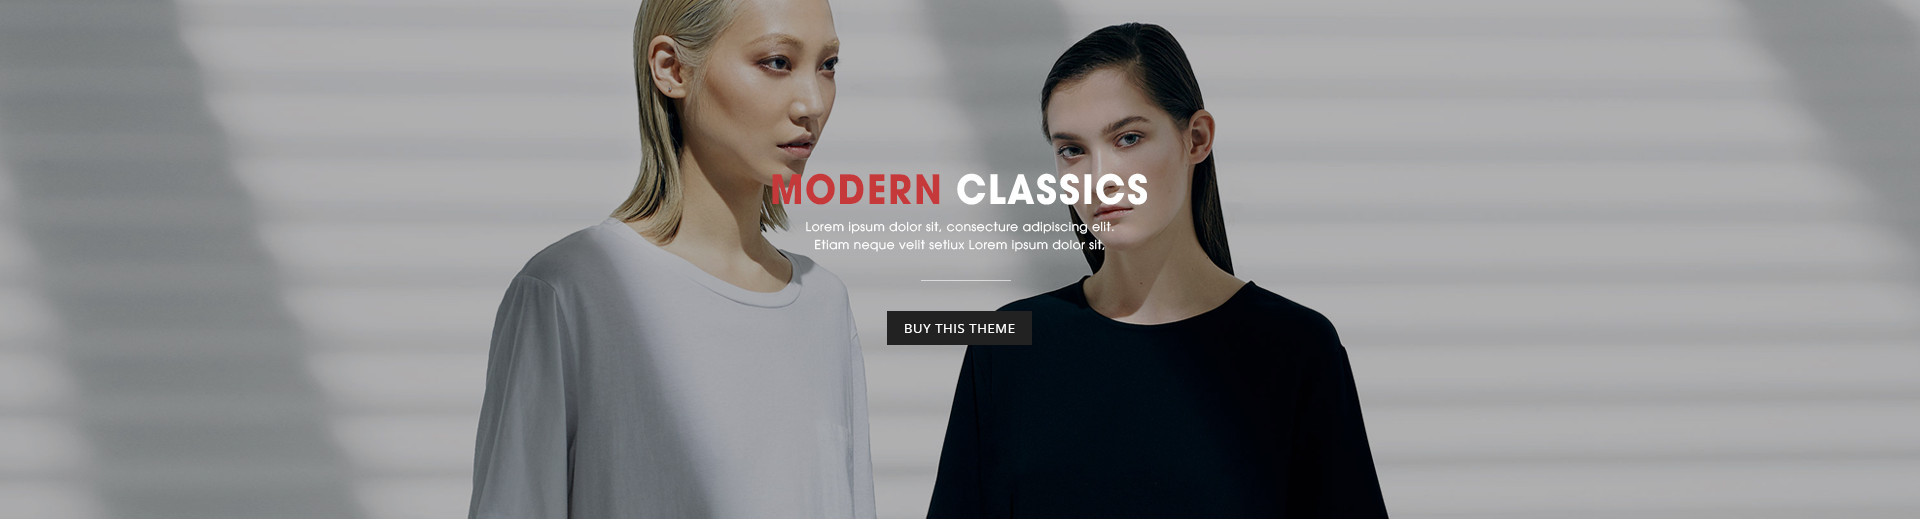 MODERN CLASSICS
Lorem ipsum dolor sit, consecture adipiscing elit.
Etiam neque velit setiux Lorem ipsum dolor sit,
BUY THIS THEME